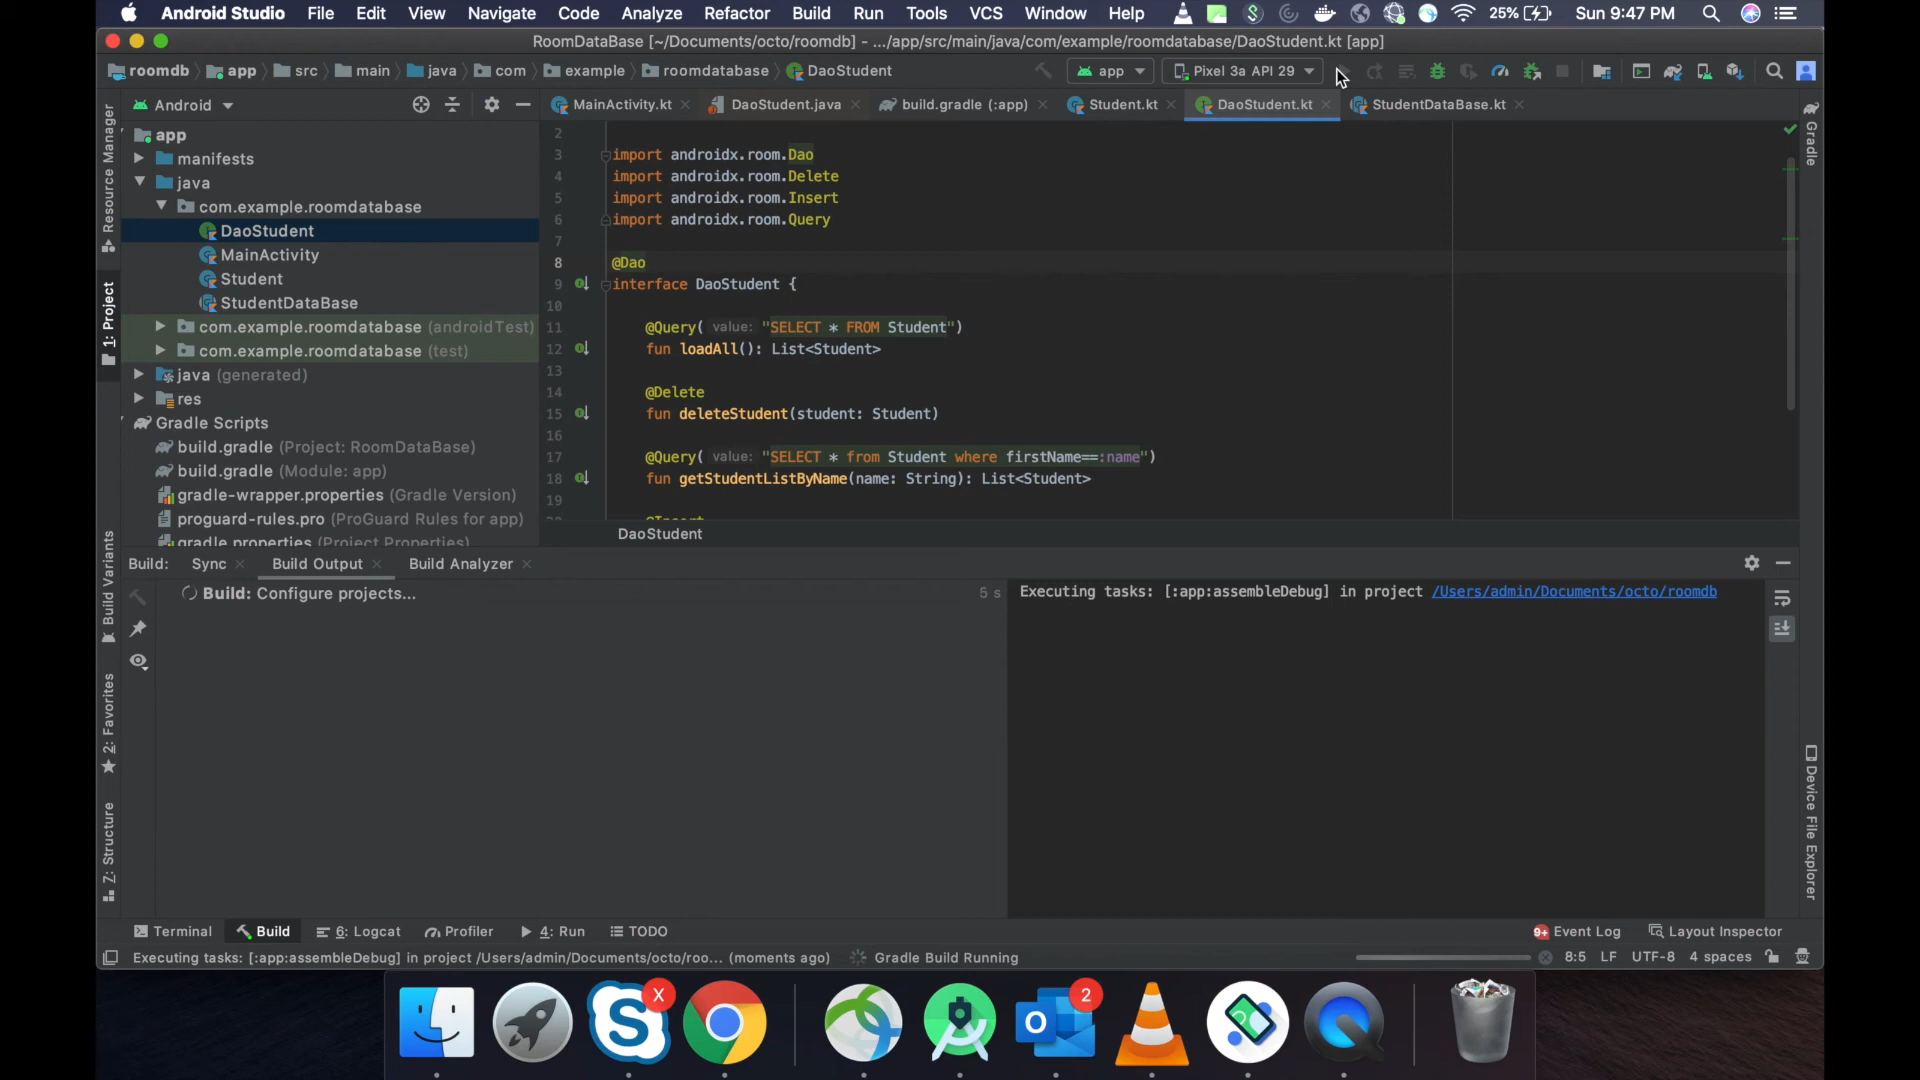 Android Studio File Edit View Navigate Code Analyze Refactor Build Run Tools VCS Window Help 25% Sun 9:47 PM
RoomDataBase [~/Documents/octo/roomdb] - .../app/src/main/java/com/example/roomdatabase/DaoStudent.kt [app]
roomdb app src main java com example roomdatabase DaoStudent app Pixel 3a API 29
Android MainActivity.kt DaoStudent.java build.gradle (:app) Student.kt DaoStudent.kt StudentDataBase.kt
app
manifests
java
com.example.roomdatabase
DaoStudent
MainActivity
Student
StudentDataBase
com.example.roomdatabase (androidTest)
com.example.roomdatabase (test)
java (generated)
res
Gradle Scripts
build.gradle (Project: RoomDataBase)
build.gradle (Module: app)
gradle-wrapper.properties (Gradle Version)
proguard-rules.pro (ProGuard Rules for app)
gradle.properties (Project Properties)
2
3 import androidx.room.Dao
4 import androidx.room.Delete
5 import androidx.room.Insert
6 import androidx.room.Query
7
8 @Dao
9 interface DaoStudent {
10
11 @Query( value: "SELECT * FROM Student")
12 fun loadAll(): List<Student>
13
14 @Delete
15 fun deleteStudent(student: Student)
16
17 @Query( value: "SELECT * from Student where firstName==:name")
18 fun getStudentListByName(name: String): List<Student>
19
20 @Insert
DaoStudent
Resource Manager
1: Project
Build Variants
2: Favorites
7: Structure
Gradle
Device File Explorer
Build: Sync Build Output Build Analyzer
Build: Configure projects... 5 s
Executing tasks: [:app:assembleDebug] in project /Users/admin/Documents/octo/roomdb
Terminal Build 6: Logcat Profiler 4: Run TODO 9+ Event Log Layout Inspector
Executing tasks: [:app:assembleDebug] in project /Users/admin/Documents/octo/roo... (moments ago) Gradle Build Running 8:5 LF UTF-8 4 spaces
X
2